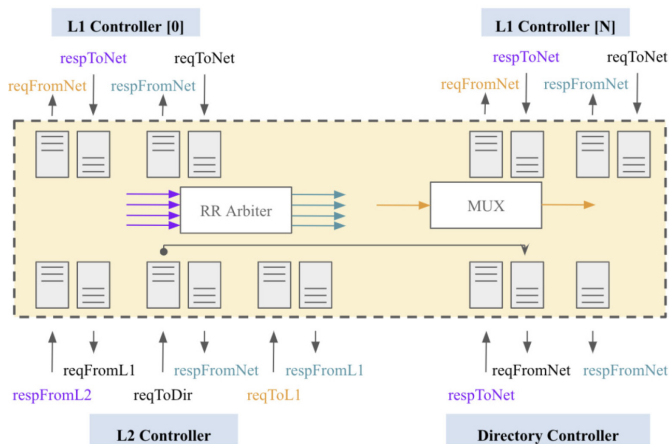 L1 Controller [0]
L1 Controller [N]
respToNet
reqToNet
respToNet
reqToNet
reqFromNet
respFromNet
reqFromNet
respFromNet
RR Arbiter
MUX
reqFromL1
respFromNet
respFromL1
reqFromNet
respFromNet
respFromL2
reqToDir
reqToL1
respToNet
L2 Controller
Directory Controller